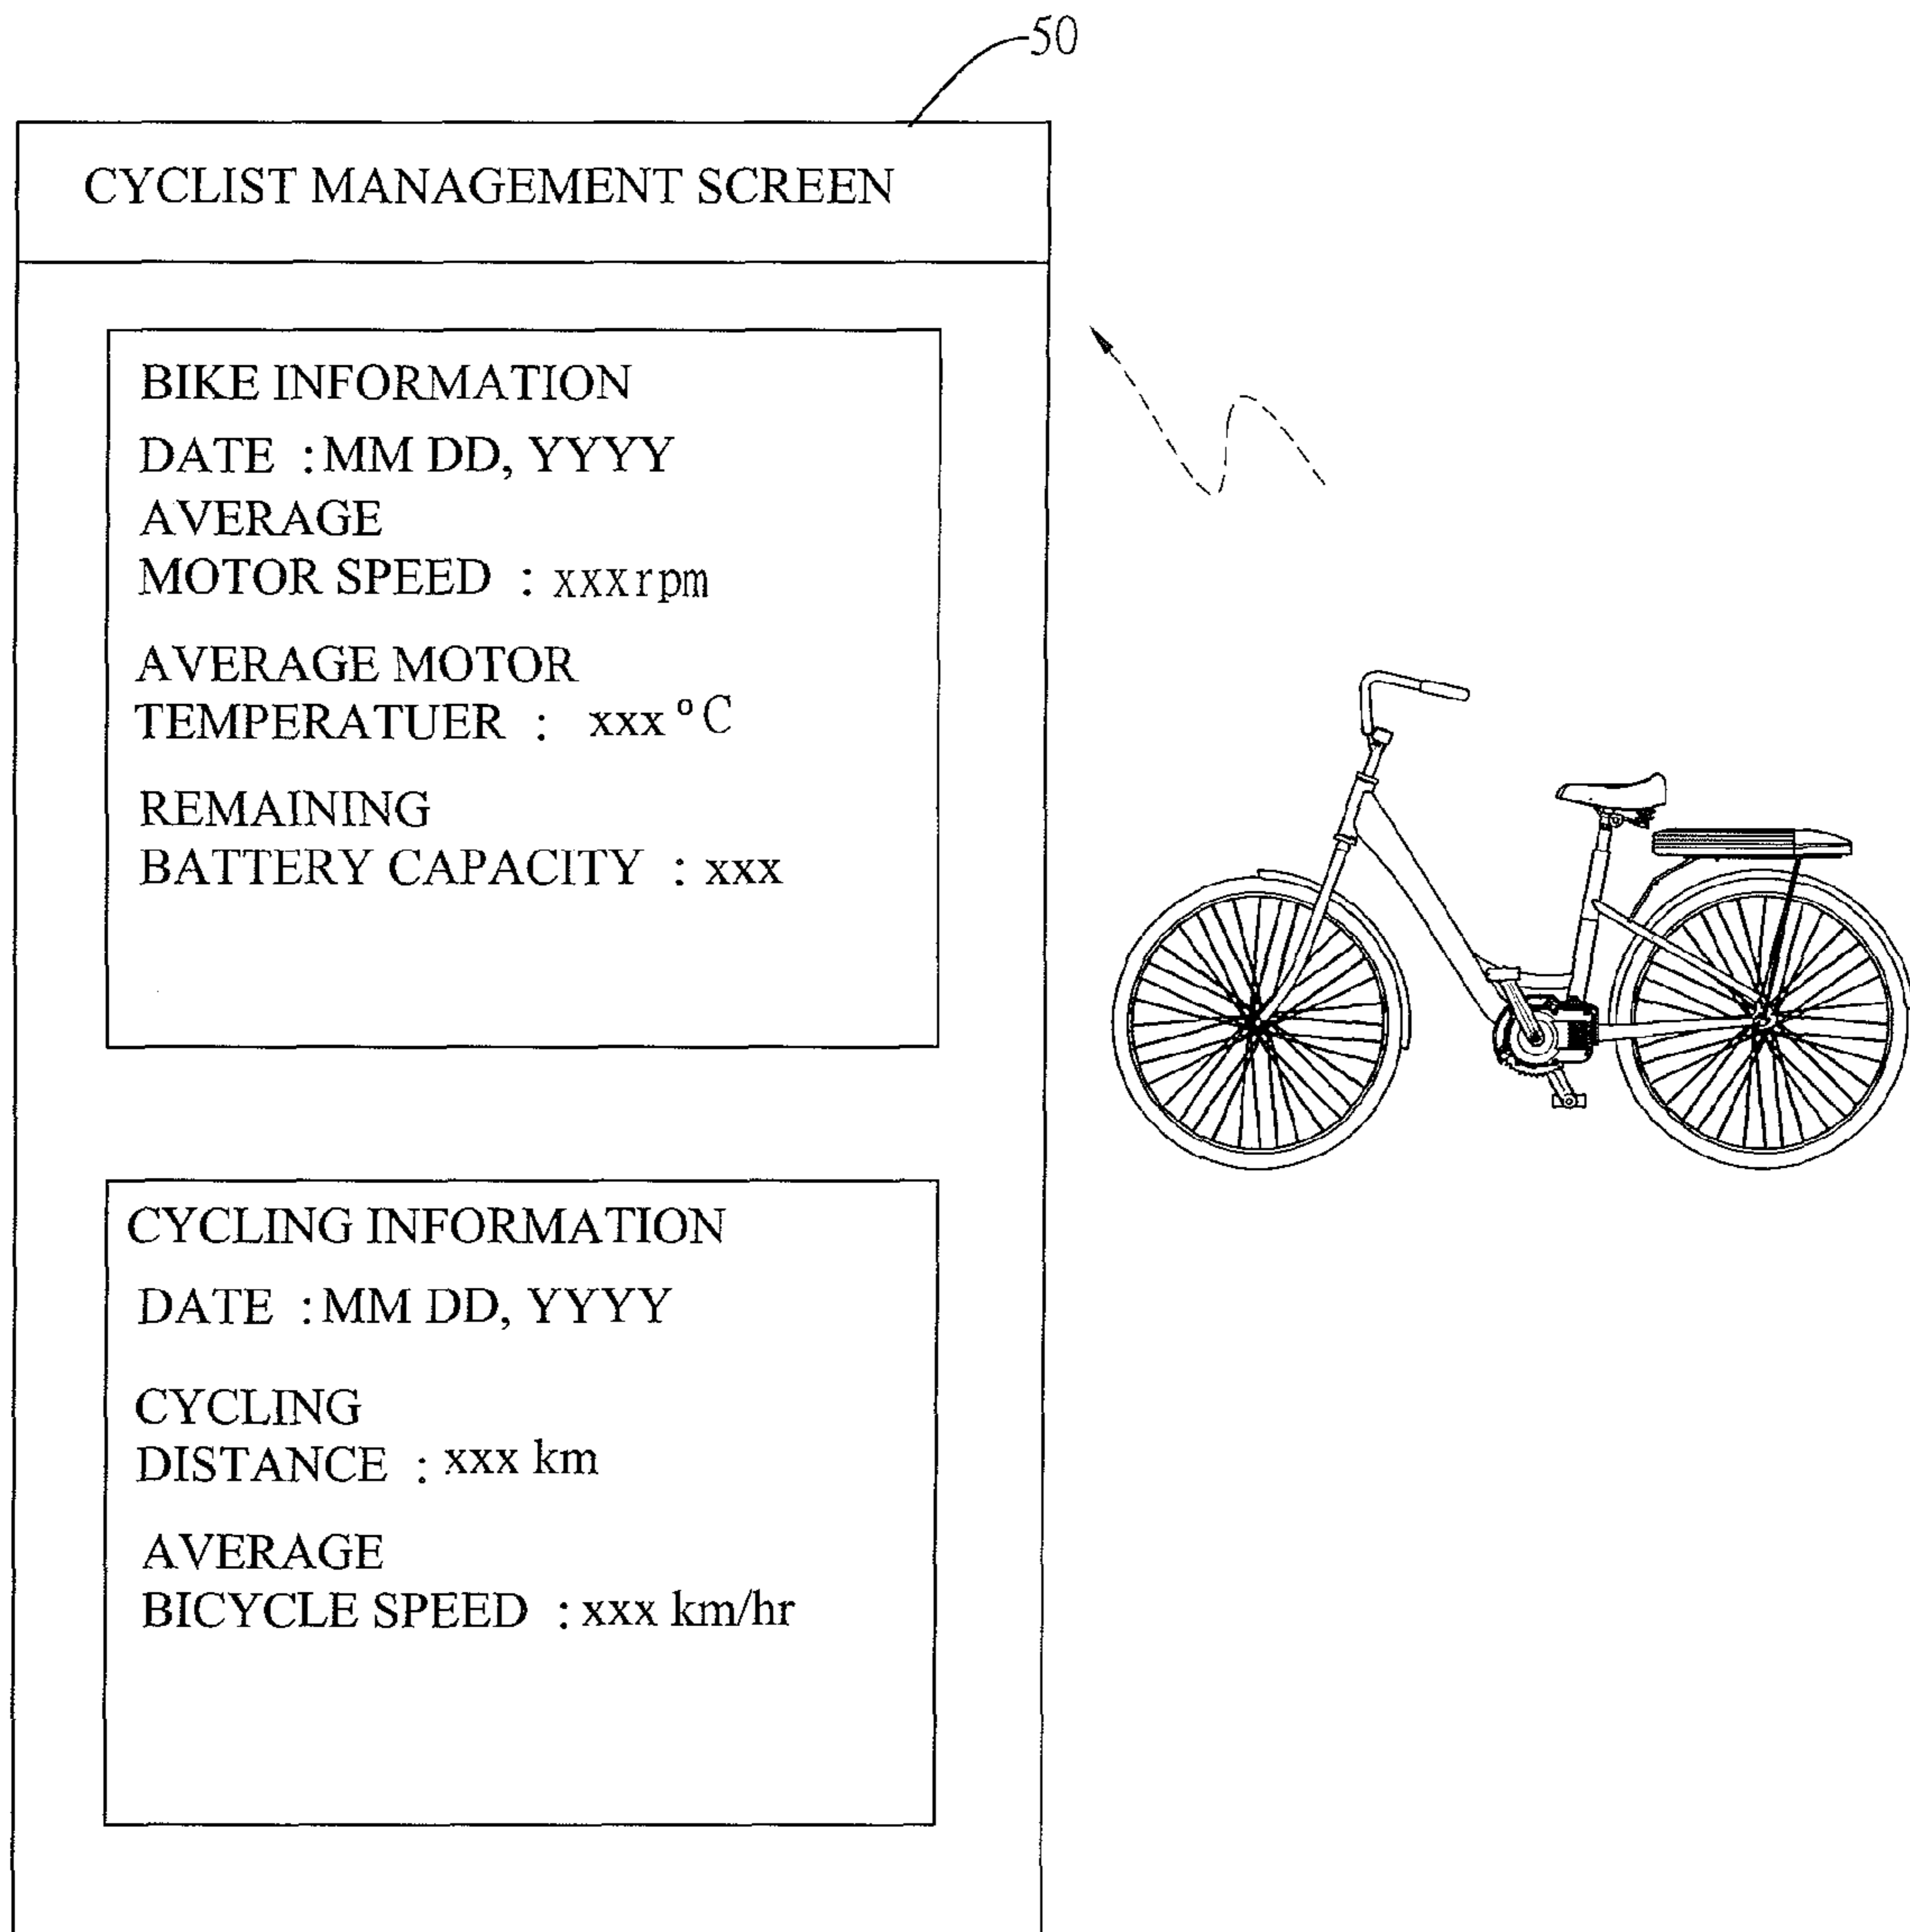 50
CYCLIST MANAGEMENT SCREEN
BIKE INFORMATION
DATE :MM DD, YYYY
AVERAGE
MOTOR SPEED : xxxrpm
AVERAGE MOTOR
TEMPERATUER : xxx °C
REMAINING
BATTERY CAPACITY : xxx
CYCLING INFORMATION
DATE :MM DD, YYYY
CYCLING
DISTANCE : xxx km
AVERAGE
BICYCLE SPEED : xxx km/hr